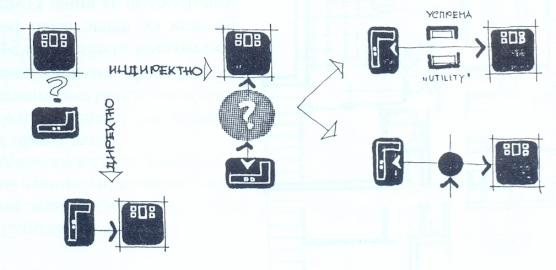 УСПРЕНА
ИНДИРЕКТНО
?
?
„UTILITY"
ДИРЕКТНО